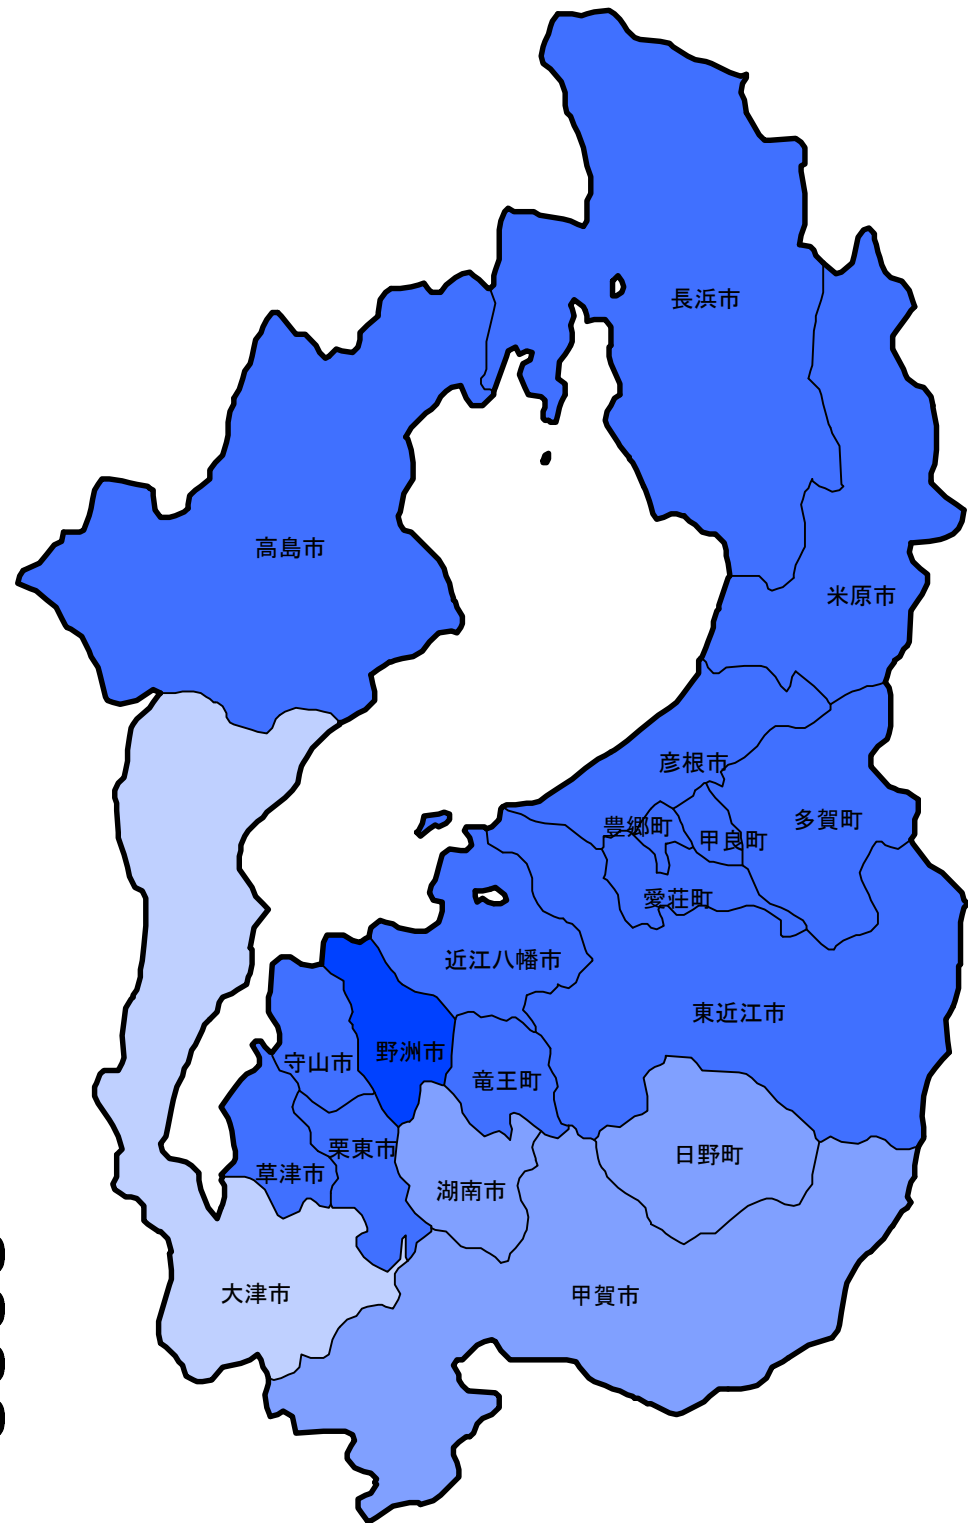 長浜市
高島市
米原市
彦根市
多賀町
豊郷町
甲良町
愛荘町
近江八幡市
東近江市
野洲市
守山市
竜王町
栗東市
日野町
草津市
湖南市
大津市
甲賀市